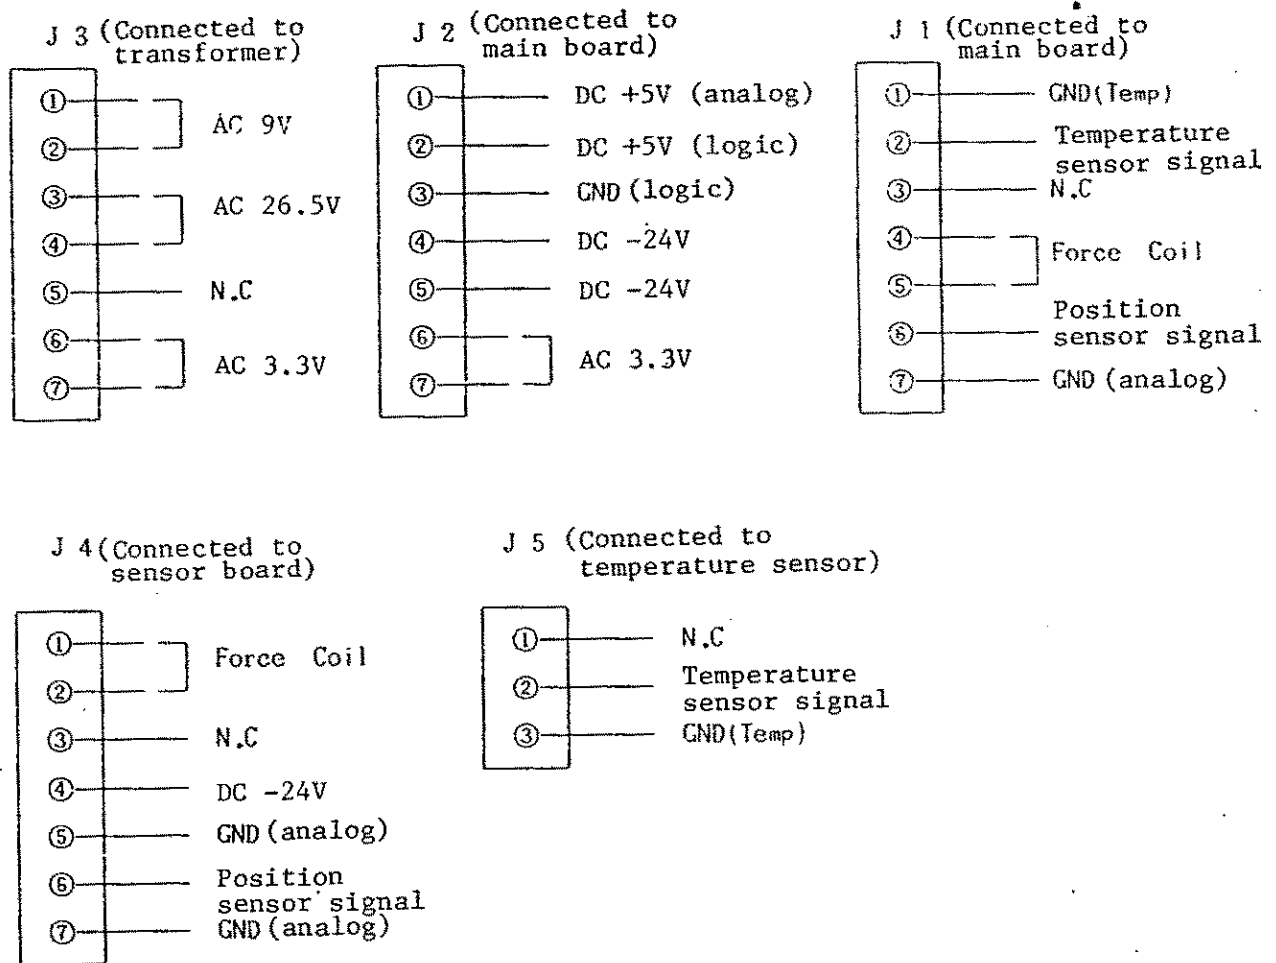 J 3 (Connected to
transformer)
① 
② AC 9V
③
④ AC 26.5V
⑤ N.C
⑥
⑦ AC 3.3V
J 2 (Connected to
main board)
① DC +5V (analog)
② DC +5V (logic)
③ GND (logic)
④ DC -24V
⑤ DC -24V
⑥
⑦ AC 3.3V
J 1 (Connected to
main board)
① GND(Temp)
② Temperature
sensor signal
③ N.C
④
⑤ Force Coil
⑥ Position
sensor signal
⑦ GND (analog)
J 4 (Connected to
sensor board)
①
② Force Coil
③ N.C
④ DC -24V
⑤ GND (analog)
⑥ Position
sensor signal
⑦ GND (analog)
J 5 (Connected to
temperature sensor)
① N.C
② Temperature
sensor signal
③ GND(Temp)